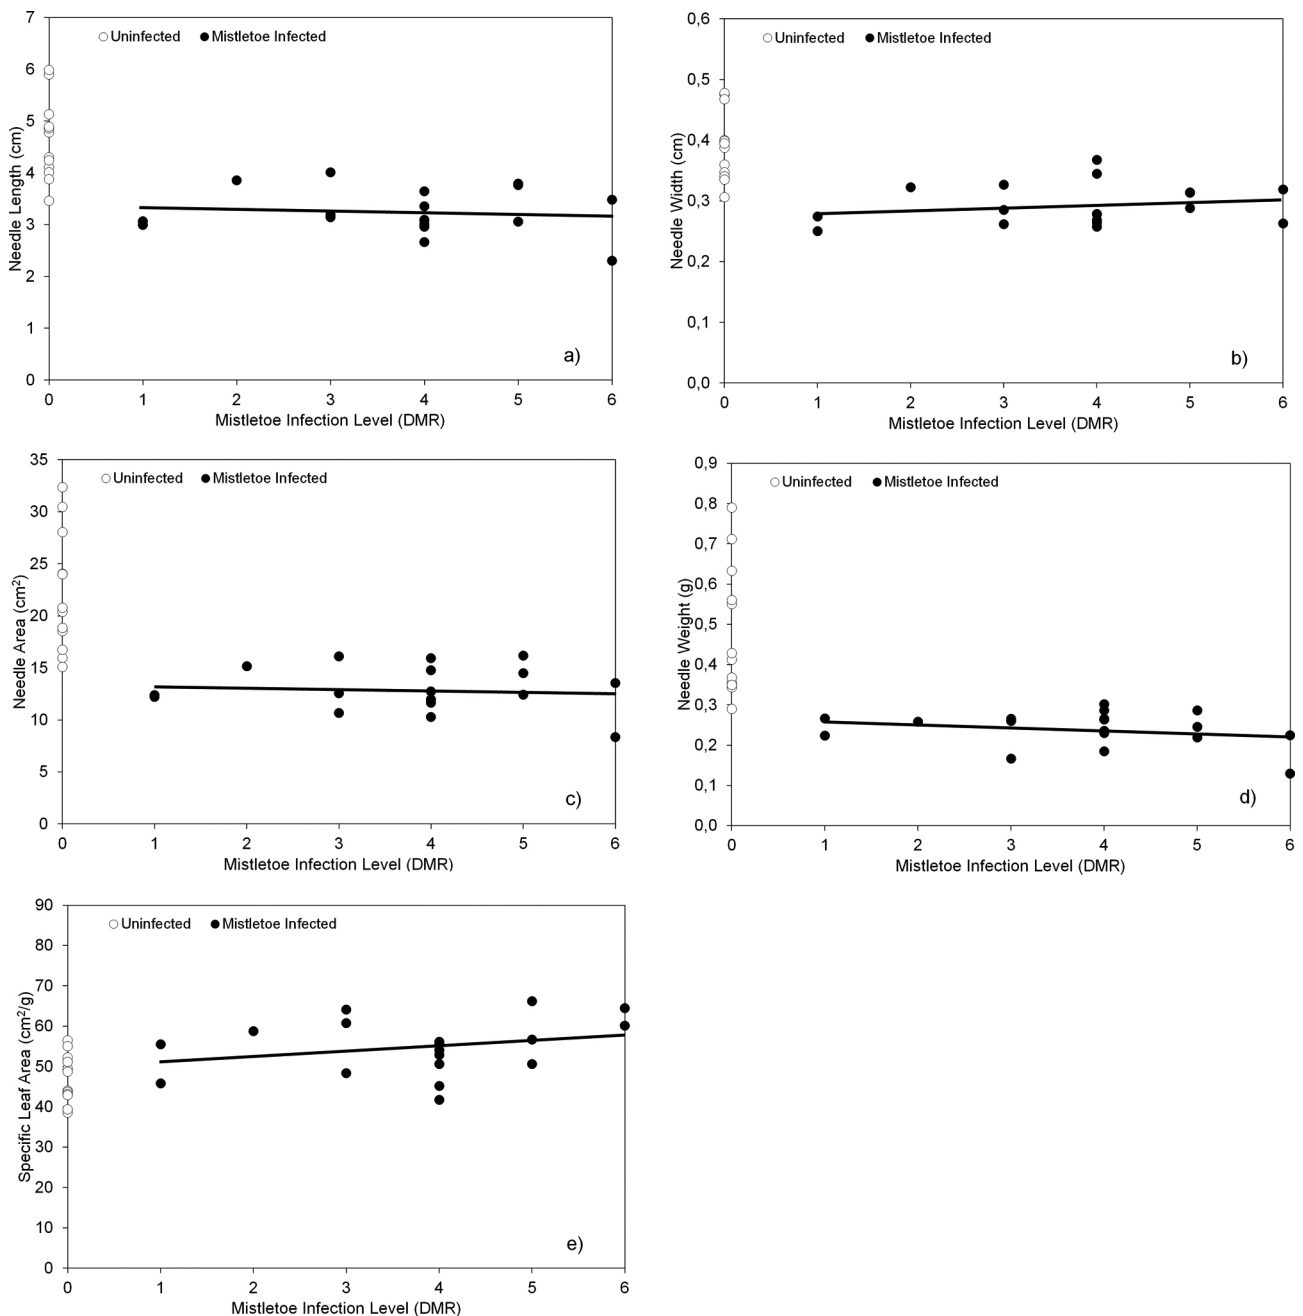 7
6
5
4
3
2
1
0
Needle Length (cm)
Uninfected Mistletoe Infected
a)
0 1 2 3 4 5 6
Mistletoe Infection Level (DMR)
0,6
0,5
0,4
0,3
0,2
0,1
0,0
Needle Width (cm)
Uninfected Mistletoe Infected
b)
0 1 2 3 4 5 6
Mistletoe Infection Level (DMR)
35
30
25
20
15
10
5
0
Needle Area (cm²)
Uninfected Mistletoe Infected
c)
0 1 2 3 4 5 6
Mistletoe Infection Level (DMR)
0,9
0,8
0,7
0,6
0,5
0,4
0,3
0,2
0,1
0,0
Needle Weight (g)
Uninfected Mistletoe Infected
d)
0 1 2 3 4 5 6
Mistletoe Infection Level (DMR)
90
80
70
60
50
40
30
20
10
0
Specific Leaf Area (cm²/g)
Uninfected Mistletoe Infected
e)
0 1 2 3 4 5 6
Mistletoe Infection Level (DMR)